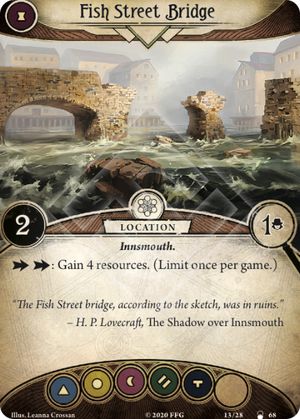 Fish Street Bridge
2
LOCATION
1
Innsmouth.
: Gain 4 resources. (Limit once per game.)
"The Fish Street bridge, according to the sketch, was in ruins."
– H. P. Lovecraft, The Shadow over Innsmouth
Illus. Leanna Crossan
© 2020 FFG
13/28
68